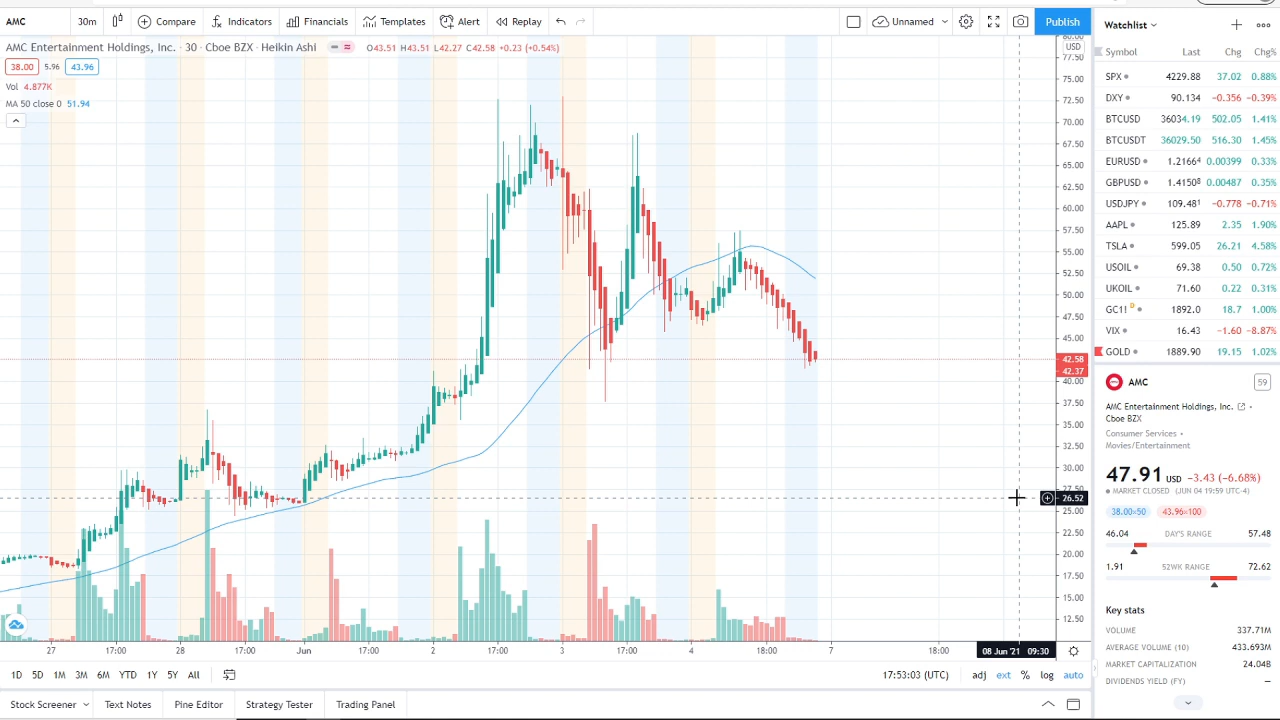 AMC 30m Compare Indicators Financials Templates Alert Replay Unnamed Publish
AMC Entertainment Holdings, Inc. · 30 · Cboe BZX · Heikin Ashi O43.51 H43.51 L42.27 C42.58 +0.23 (+0.54%)
38.00 5.96 43.96
Vol 4.877K
MA 50 close 0 51.94
80.00
USD
77.50
75.00
72.50
70.00
67.50
65.00
62.50
60.00
57.50
55.00
52.50
50.00
47.50
45.00
42.58
42.37
40.00
37.50
35.00
32.50
30.00
27.50
26.52
25.00
22.50
20.00
17.50
15.00
12.50
27 17:00 28 17:00 Jun 17:00 2 17:00 3 17:00 4 18:00 7 18:00 08 Jun '21 09:30
1D 5D 1M 3M 6M YTD 1Y 5Y All 17:53:03 (UTC) adj ext % log auto
Stock Screener Text Notes Pine Editor Strategy Tester Trading Panel
Watchlist
Symbol Last Chg Chg%
SPX 4229.88 37.02 0.88%
DXY 90.134 −0.356 −0.39%
BTCUSD 36034.19 502.05 1.41%
BTCUSDT 36029.50 516.30 1.45%
EURUSD 1.21664 0.00399 0.33%
GBPUSD 1.41508 0.00487 0.35%
USDJPY 109.481 −0.778 −0.71%
AAPL 125.89 2.35 1.90%
TSLA 599.05 26.21 4.58%
USOIL 69.38 0.50 0.72%
UKOIL 71.60 0.22 0.31%
GC1! D 1892.0 18.7 1.00%
VIX 16.43 −1.60 −8.87%
GOLD 1889.90 19.15 1.02%
AMC 59
AMC Entertainment Holdings, Inc. •
Cboe BZX
Consumer Services •
Movies/Entertainment
47.91 USD −3.43 (−6.68%)
MARKET CLOSED (JUN 04 19:59 UTC-4)
38.00×50 43.96×100
46.04 DAY'S RANGE 57.48
1.91 52WK RANGE 72.62
Key stats
VOLUME 337.71M
AVERAGE VOLUME (10) 433.693M
MARKET CAPITALIZATION 24.04B
DIVIDENDS YIELD (FY) —